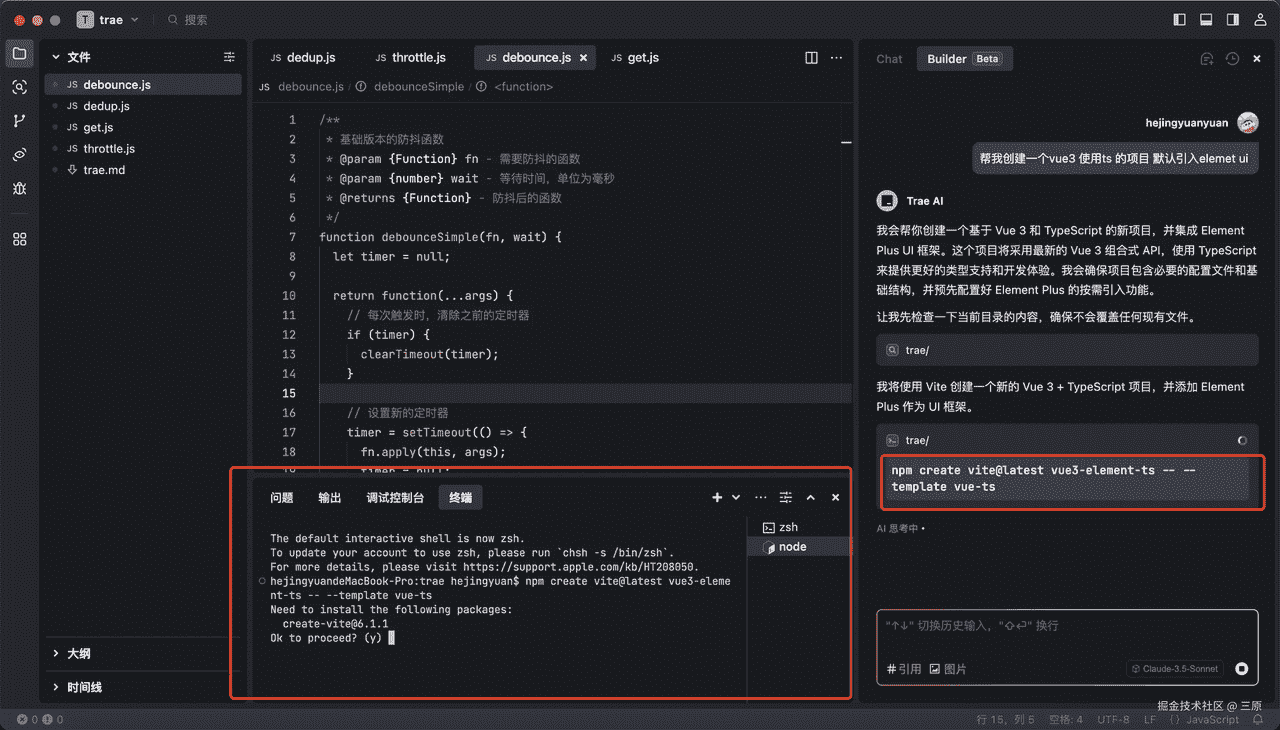 T trae
搜索
文件
JS debounce.js
JS dedup.js
JS get.js
JS throttle.js
trae.md
大纲
时间线
JS dedup.js
JS throttle.js
JS debounce.js
JS get.js
JS debounce.js / debounceSimple / <function>
1 /**
2 * 基础版本的防抖函数
3 * @param {Function} fn - 需要防抖的函数
4 * @param {number} wait - 等待时间，单位为毫秒
5 * @returns {Function} - 防抖后的函数
6 */
7 function debounceSimple(fn, wait) {
8 let timer = null;
9
10 return function(...args) {
11 // 每次触发时，清除之前的定时器
12 if (timer) {
13 clearTimeout(timer);
14 }
15
16 // 设置新的定时器
17 timer = setTimeout(() => {
18 fn.apply(this, args);
19 timer = null;
问题 输出 调试控制台 终端
The default interactive shell is now zsh.
To update your account to use zsh, please run `chsh -s /bin/zsh`.
For more details, please visit https://support.apple.com/kb/HT208050.
hejingyuandeMacBook-Pro:trae hejingyuan$ npm create vite@latest vue3-eleme
nt-ts -- --template vue-ts
Need to install the following packages:
create-vite@6.1.1
Ok to proceed? (y)
zsh
node
Chat Builder Beta
hejingyuanyuan
帮我创建一个vue3 使用ts 的项目 默认引入elemet ui
Trae AI
我会帮你创建一个基于 Vue 3 和 TypeScript 的新项目，并集成 Element
Plus UI 框架。这个项目将采用最新的 Vue 3 组合式 API，使用 TypeScript
来提供更好的类型支持和开发体验。我会确保项目包含必要的配置文件和基
础结构，并预先配置好 Element Plus 的按需引入功能。
让我先检查一下当前目录的内容，确保不会覆盖任何现有文件。
trae/
我将使用 Vite 创建一个新的 Vue 3 + TypeScript 项目，并添加 Element
Plus 作为 UI 框架。
trae/
npm create vite@latest vue3-element-ts -- --
template vue-ts
AI 思考中
"↑↓" 切换历史输入，"⇧⏎" 换行
# 引用 图片
Claude-3.5-Sonnet
掘金技术社区 @ 三原
0 0
行 15，列 5 空格: 4 UTF-8 LF {} JavaScript